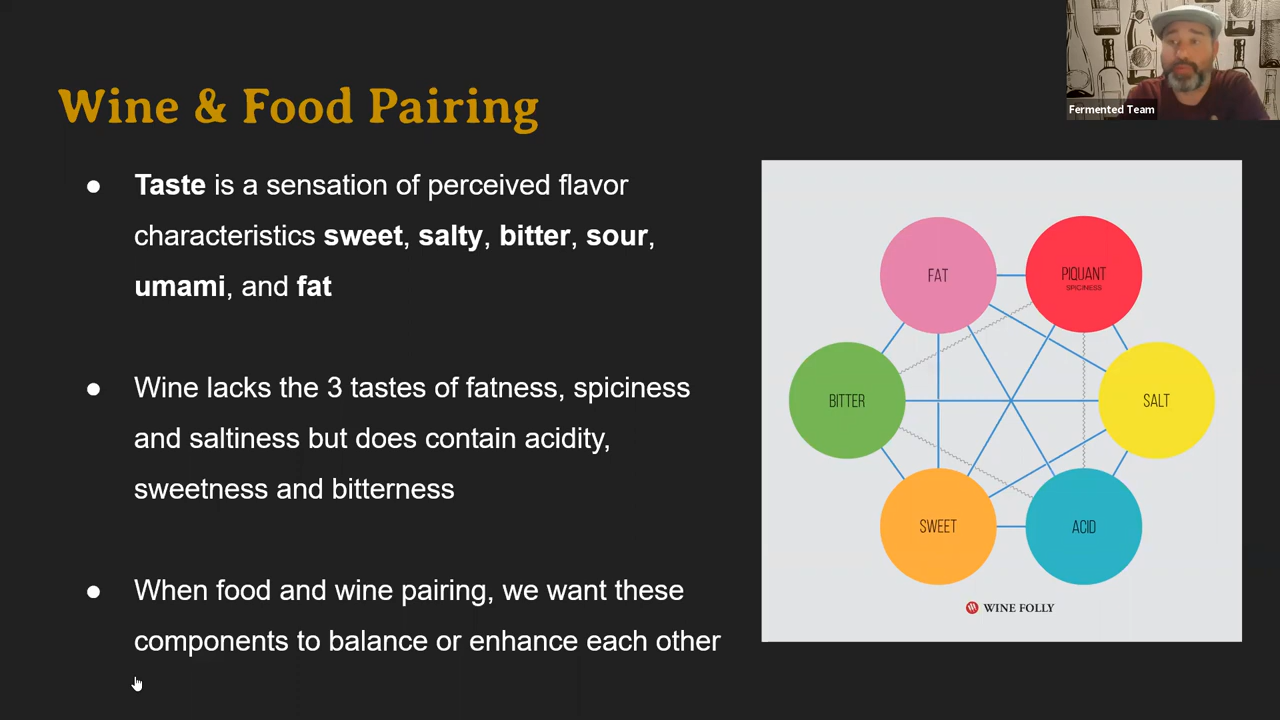 Fermented Team
Wine & Food Pairing
● Taste is a sensation of perceived flavor
characteristics sweet, salty, bitter, sour,
umami, and fat
● Wine lacks the 3 tastes of fatness, spiciness
and saltiness but does contain acidity,
sweetness and bitterness
● When food and wine pairing, we want these
components to balance or enhance each other
FAT
PIQUANT
SPICINESS
BITTER
SALT
SWEET
ACID
WINE FOLLY